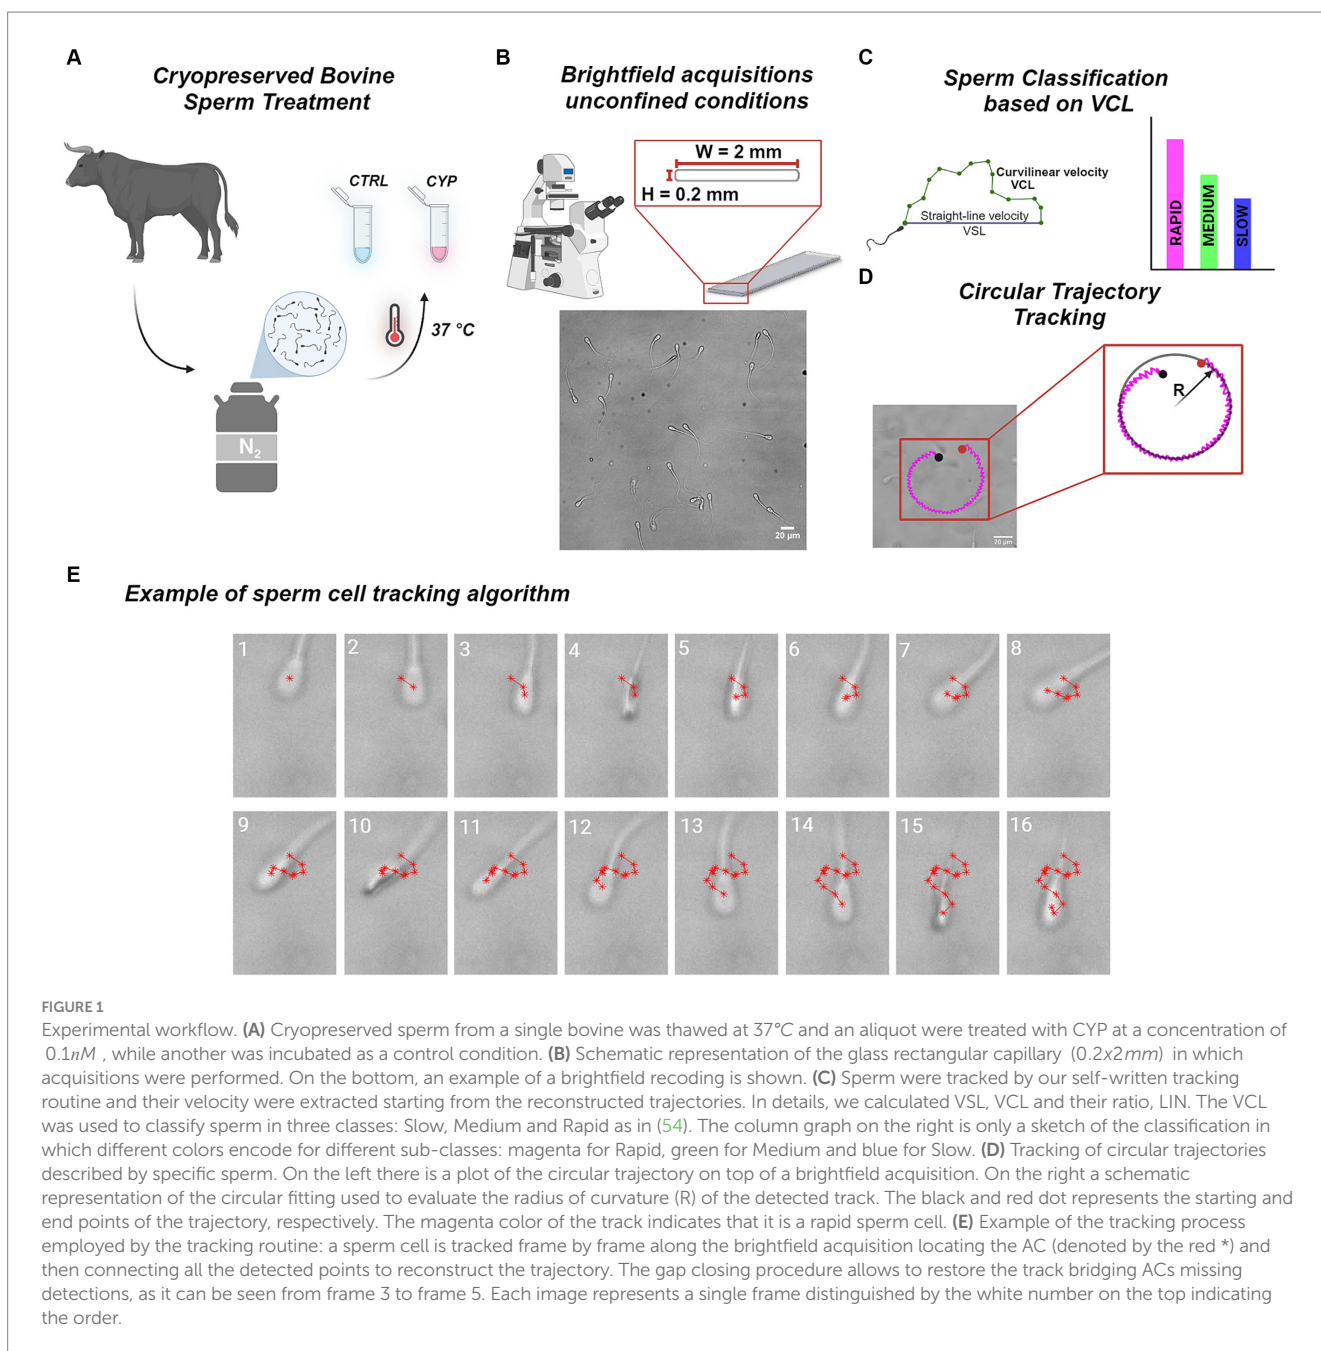 A
Cryopreserved Bovine
Sperm Treatment
CTRL
CYP
37 °C
N₂
B
Brightfield acquisitions
unconfined conditions
W = 2 mm
H = 0.2 mm
20 µm
C
Sperm Classification
based on VCL
Curvilinear velocity
VCL
Straight-line velocity
VSL
RAPID
MEDIUM
SLOW
D
Circular Trajectory
Tracking
R
20 µm
E
Example of sperm cell tracking algorithm
1
2
3
4
5
6
7
8
9
10
11
12
13
14
15
16
FIGURE 1
Experimental workflow. (A) Cryopreserved sperm from a single bovine was thawed at 37°C and an aliquot were treated with CYP at a concentration of
0.1nM , while another was incubated as a control condition. (B) Schematic representation of the glass rectangular capillary (0.2x2mm) in which
acquisitions were performed. On the bottom, an example of a brightfield recoding is shown. (C) Sperm were tracked by our self-written tracking
routine and their velocity were extracted starting from the reconstructed trajectories. In details, we calculated VSL, VCL and their ratio, LIN. The VCL
was used to classify sperm in three classes: Slow, Medium and Rapid as in (54). The column graph on the right is only a sketch of the classification in
which different colors encode for different sub-classes: magenta for Rapid, green for Medium and blue for Slow. (D) Tracking of circular trajectories
described by specific sperm. On the left there is a plot of the circular trajectory on top of a brightfield acquisition. On the right a schematic
representation of the circular fitting used to evaluate the radius of curvature (R) of the detected track. The black and red dot represents the starting and
end points of the trajectory, respectively. The magenta color of the track indicates that it is a rapid sperm cell. (E) Example of the tracking process
employed by the tracking routine: a sperm cell is tracked frame by frame along the brightfield acquisition locating the AC (denoted by the red *) and
then connecting all the detected points to reconstruct the trajectory. The gap closing procedure allows to restore the track bridging ACs missing
detections, as it can be seen from frame 3 to frame 5. Each image represents a single frame distinguished by the white number on the top indicating
the order.